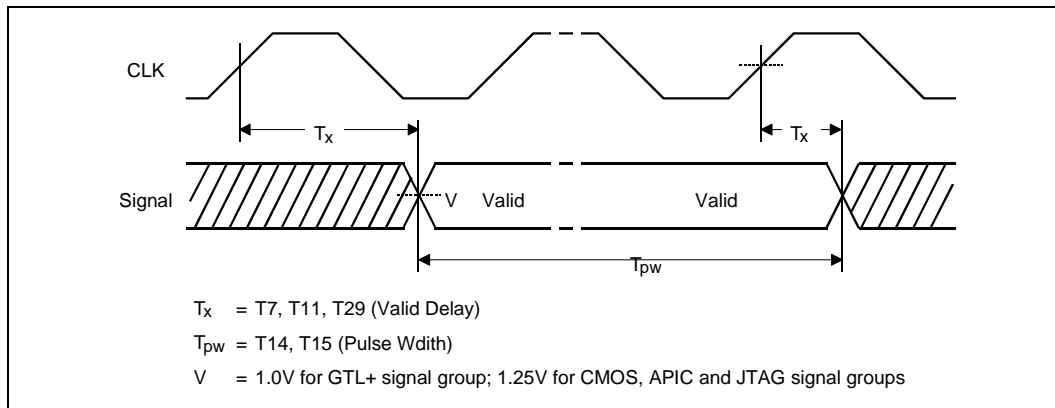 CLK
Tx
Tx
Signal
V Valid
Valid
Tpw
Tx = T7, T11, T29 (Valid Delay)
Tpw = T14, T15 (Pulse Wdith)
V = 1.0V for GTL+ signal group; 1.25V for CMOS, APIC and JTAG signal groups